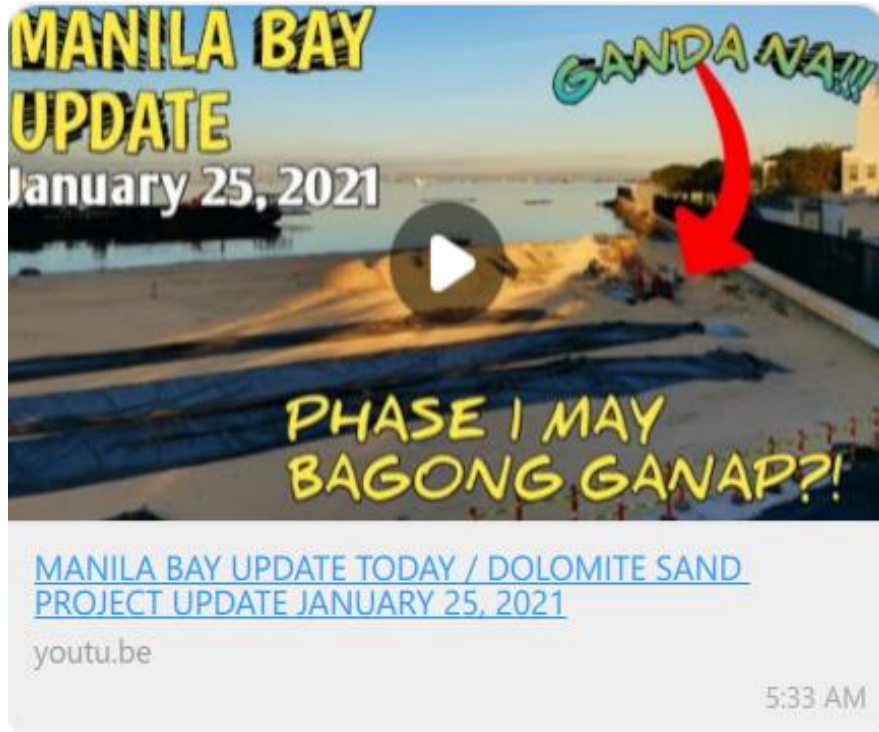 MANILA BAY
UPDATE
January 25, 2021
GANDA NA!!!
PHASE I MAY
BAGONG GANAP?!
MANILA BAY UPDATE TODAY / DOLOMITE SAND
PROJECT UPDATE JANUARY 25, 2021
youtu.be
5:33 AM